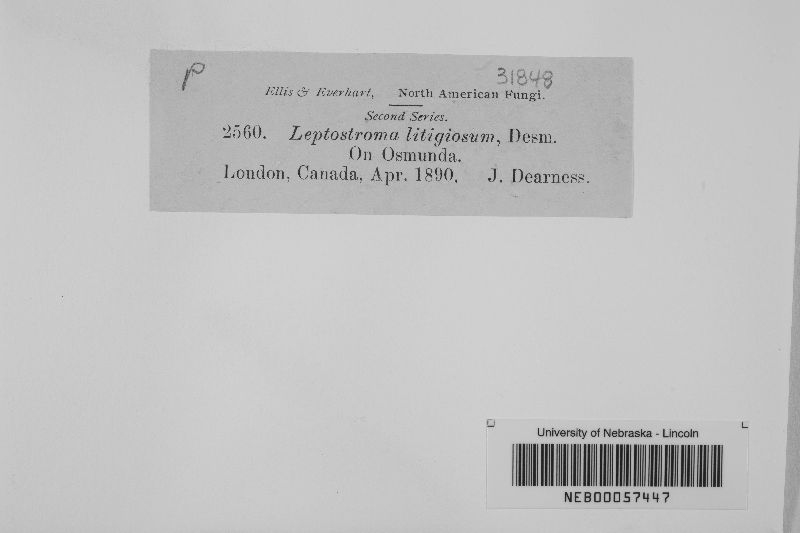 P 31848
Ellis & Everhart, North American Fungi.
Second Series.
2560. Leptostroma litigiosum, Desm.
On Osmunda.
London, Canada, Apr. 1890. J. Dearness.
University of Nebraska - Lincoln
NEB00057447